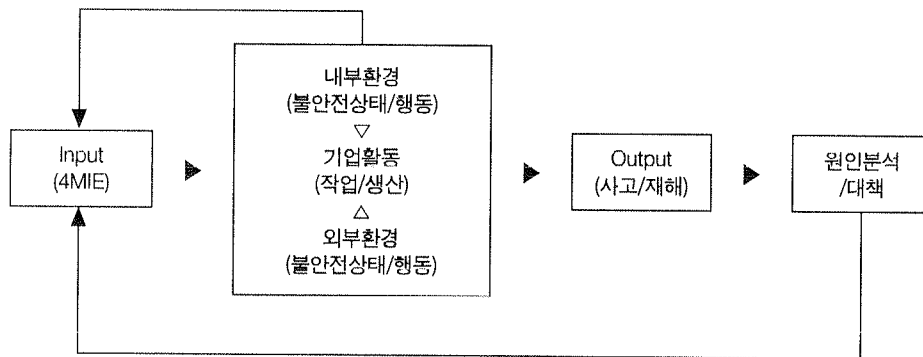 Input
(4MIE)
내부환경
(불안전상태/행동)
▽
기업활동
(작업/생산)
△
외부환경
(불안전상태/행동)
Output
(사고/재해)
원인분석
/대책